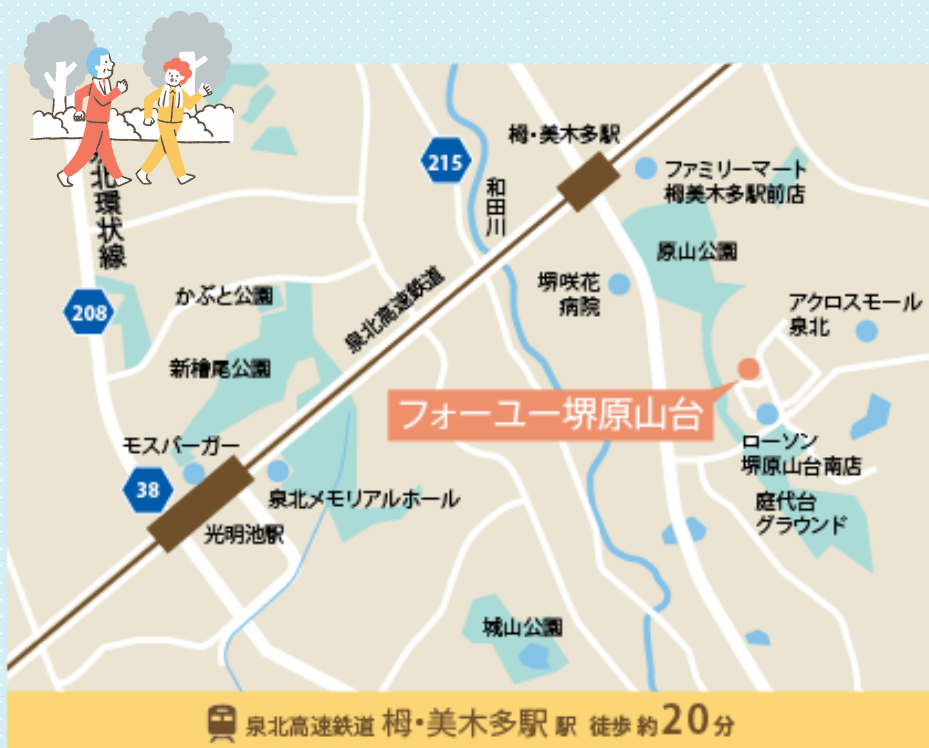 北環状線
215
栂・美木多駅
ファミリーマート
栂美木多駅前店
和田川
原山公園
堺咲花
病院
アクロスモール
泉北
208
かぶと公園
泉北高速鉄道
新檜尾公園
フォーユー堺原山台
モスバーガー
38
泉北メモリアルホール
光明池駅
ローソン
堺原山台南店
庭代台
グラウンド
城山公園
泉北高速鉄道 栂・美木多駅 駅 徒歩 約20分